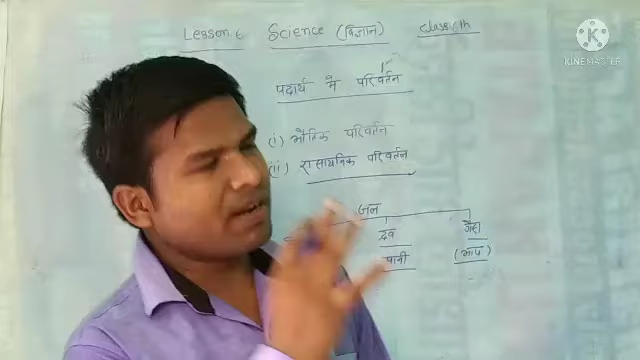 Lesson 6 Science (विज्ञान) Class 6th
KINEMASTER
पदार्थ में परिवर्तन
(i) भौतिक परिवर्तन
(ii) रासायनिक परिवर्तन
जल
द्रव गैस
पानी (भाप)